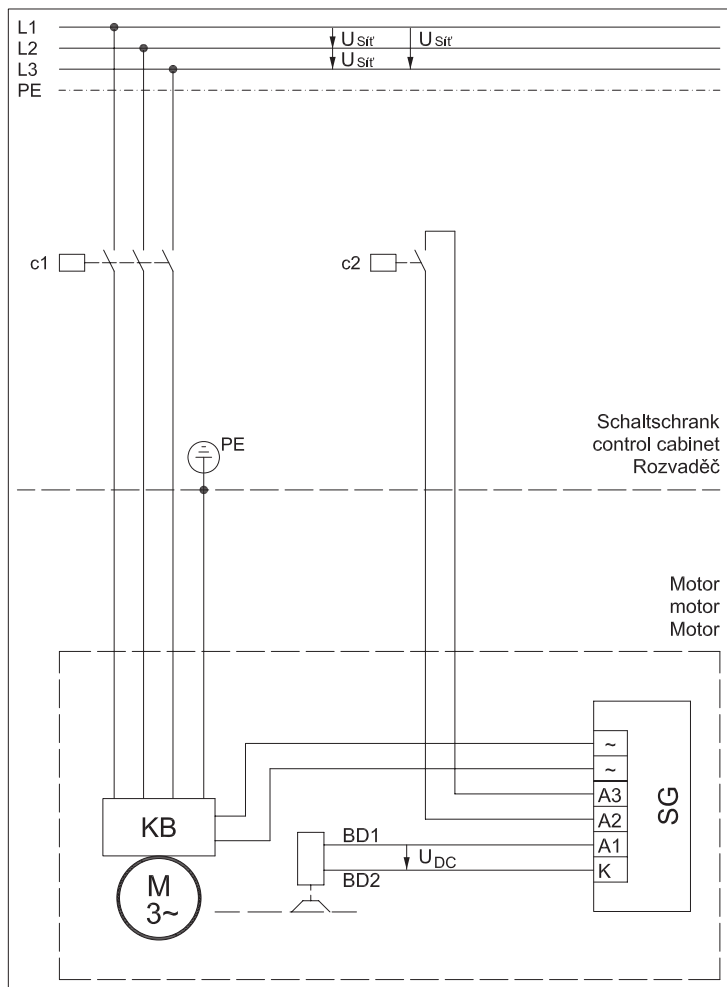 L1
L2
L3
PE
U Síť
U Síť
U Síť
c1
c2
PE
Schaltschrank
control cabinet
Rozvaděč
Motor
motor
Motor
~
~
A3
A2
A1
K
SG
KB
M
3~
BD1
U DC
BD2